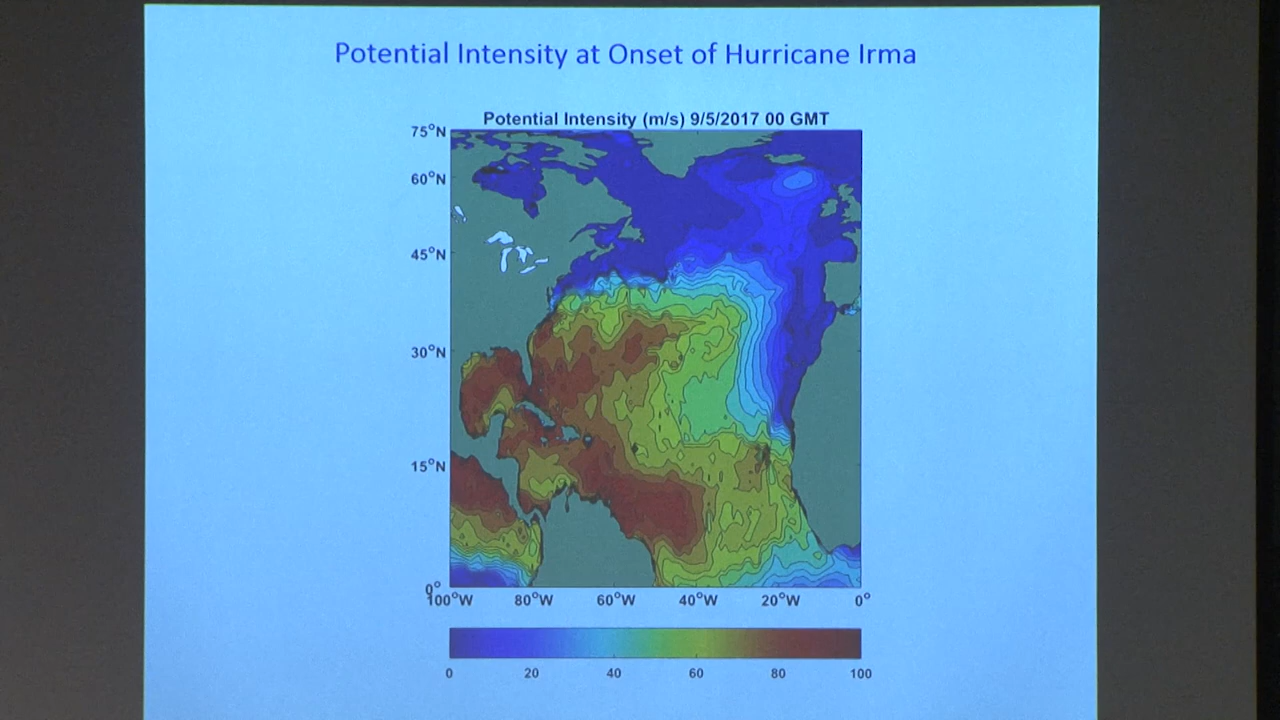 Potential Intensity at Onset of Hurricane Irma
Potential Intensity (m/s) 9/5/2017 00 GMT
75°N
60°N
45°N
30°N
15°N
0°
100°W 80°W 60°W 40°W 20°W 0°
0 20 40 60 80 100